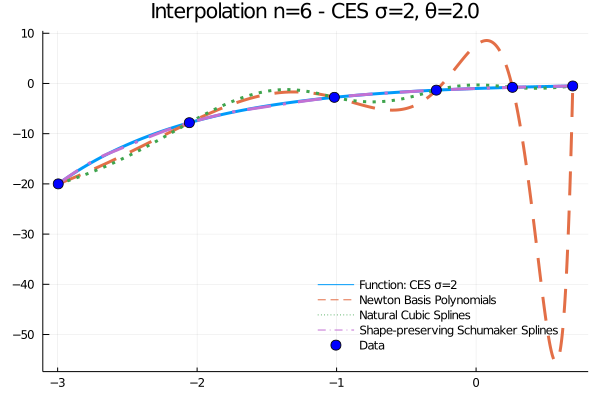 Interpolation n=6 - CES σ=2, θ=2.0
10
0
−10
−20
−30
−40
−50
Function: CES σ=2
Newton Basis Polynomials
Natural Cubic Splines
Shape-preserving Schumaker Splines
Data
−3
−2
−1
0